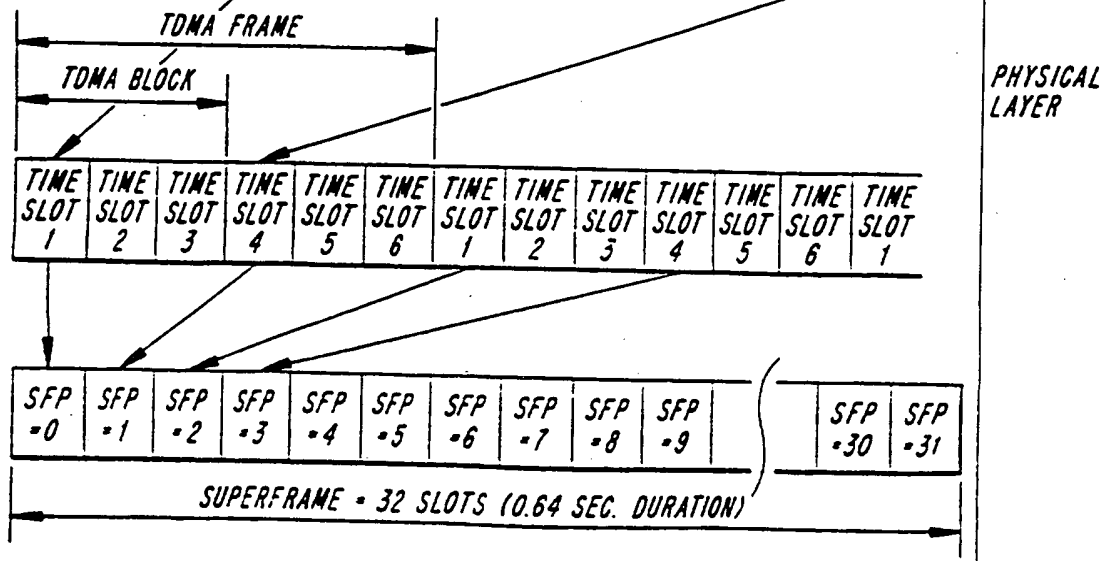 TDMA FRAME
TDMA BLOCK
PHYSICAL
LAYER
TIME SLOT 1
TIME SLOT 2
TIME SLOT 3
TIME SLOT 4
TIME SLOT 5
TIME SLOT 6
TIME SLOT 1
TIME SLOT 2
TIME SLOT 3
TIME SLOT 4
TIME SLOT 5
TIME SLOT 6
TIME SLOT 1
SFP =0
SFP =1
SFP =2
SFP =3
SFP =4
SFP =5
SFP =6
SFP =7
SFP =8
SFP =9
SFP =30
SFP =31
SUPERFRAME = 32 SLOTS (0.64 SEC. DURATION)